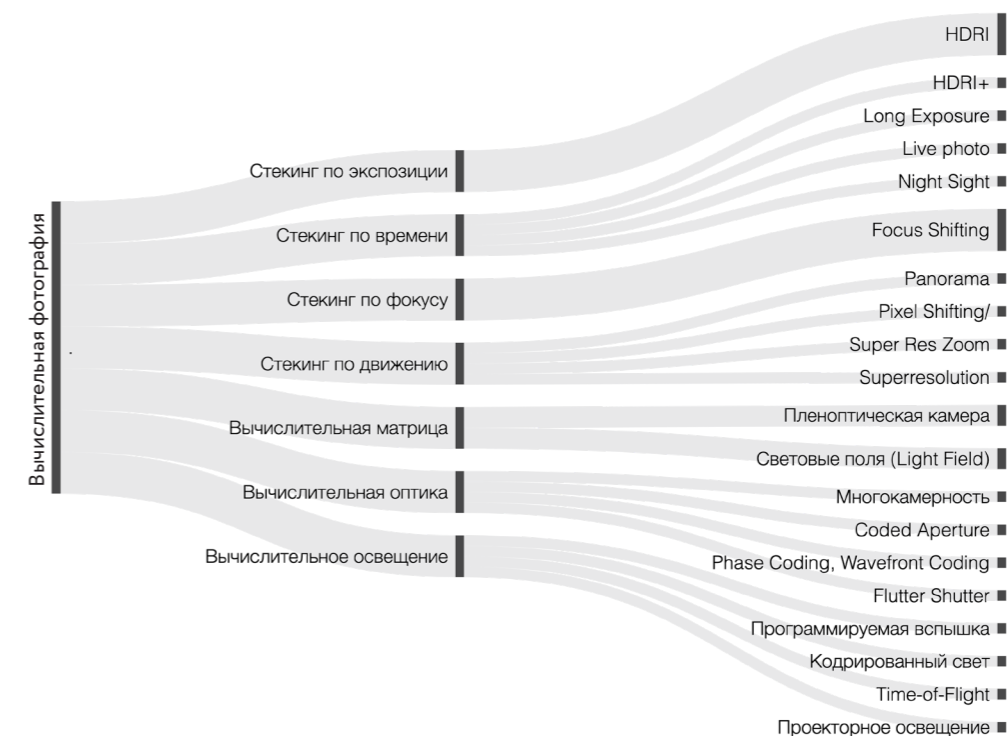 Вычислительная фотография
Стекинг по экспозиции
Стекинг по времени
Стекинг по фокусу
Стекинг по движению
Вычислительная матрица
Вычислительная оптика
Вычислительное освещение
HDRI
HDRI+
Long Exposure
Live photo
Night Sight
Focus Shifting
Panorama
Pixel Shifting/
Super Res Zoom
Superresolution
Пленоптическая камера
Световые поля (Light Field)
Многокамерность
Coded Aperture
Phase Coding, Wavefront Coding
Flutter Shutter
Программируемая вспышка
Кодрированный свет
Time-of-Flight
Проекторное освещение